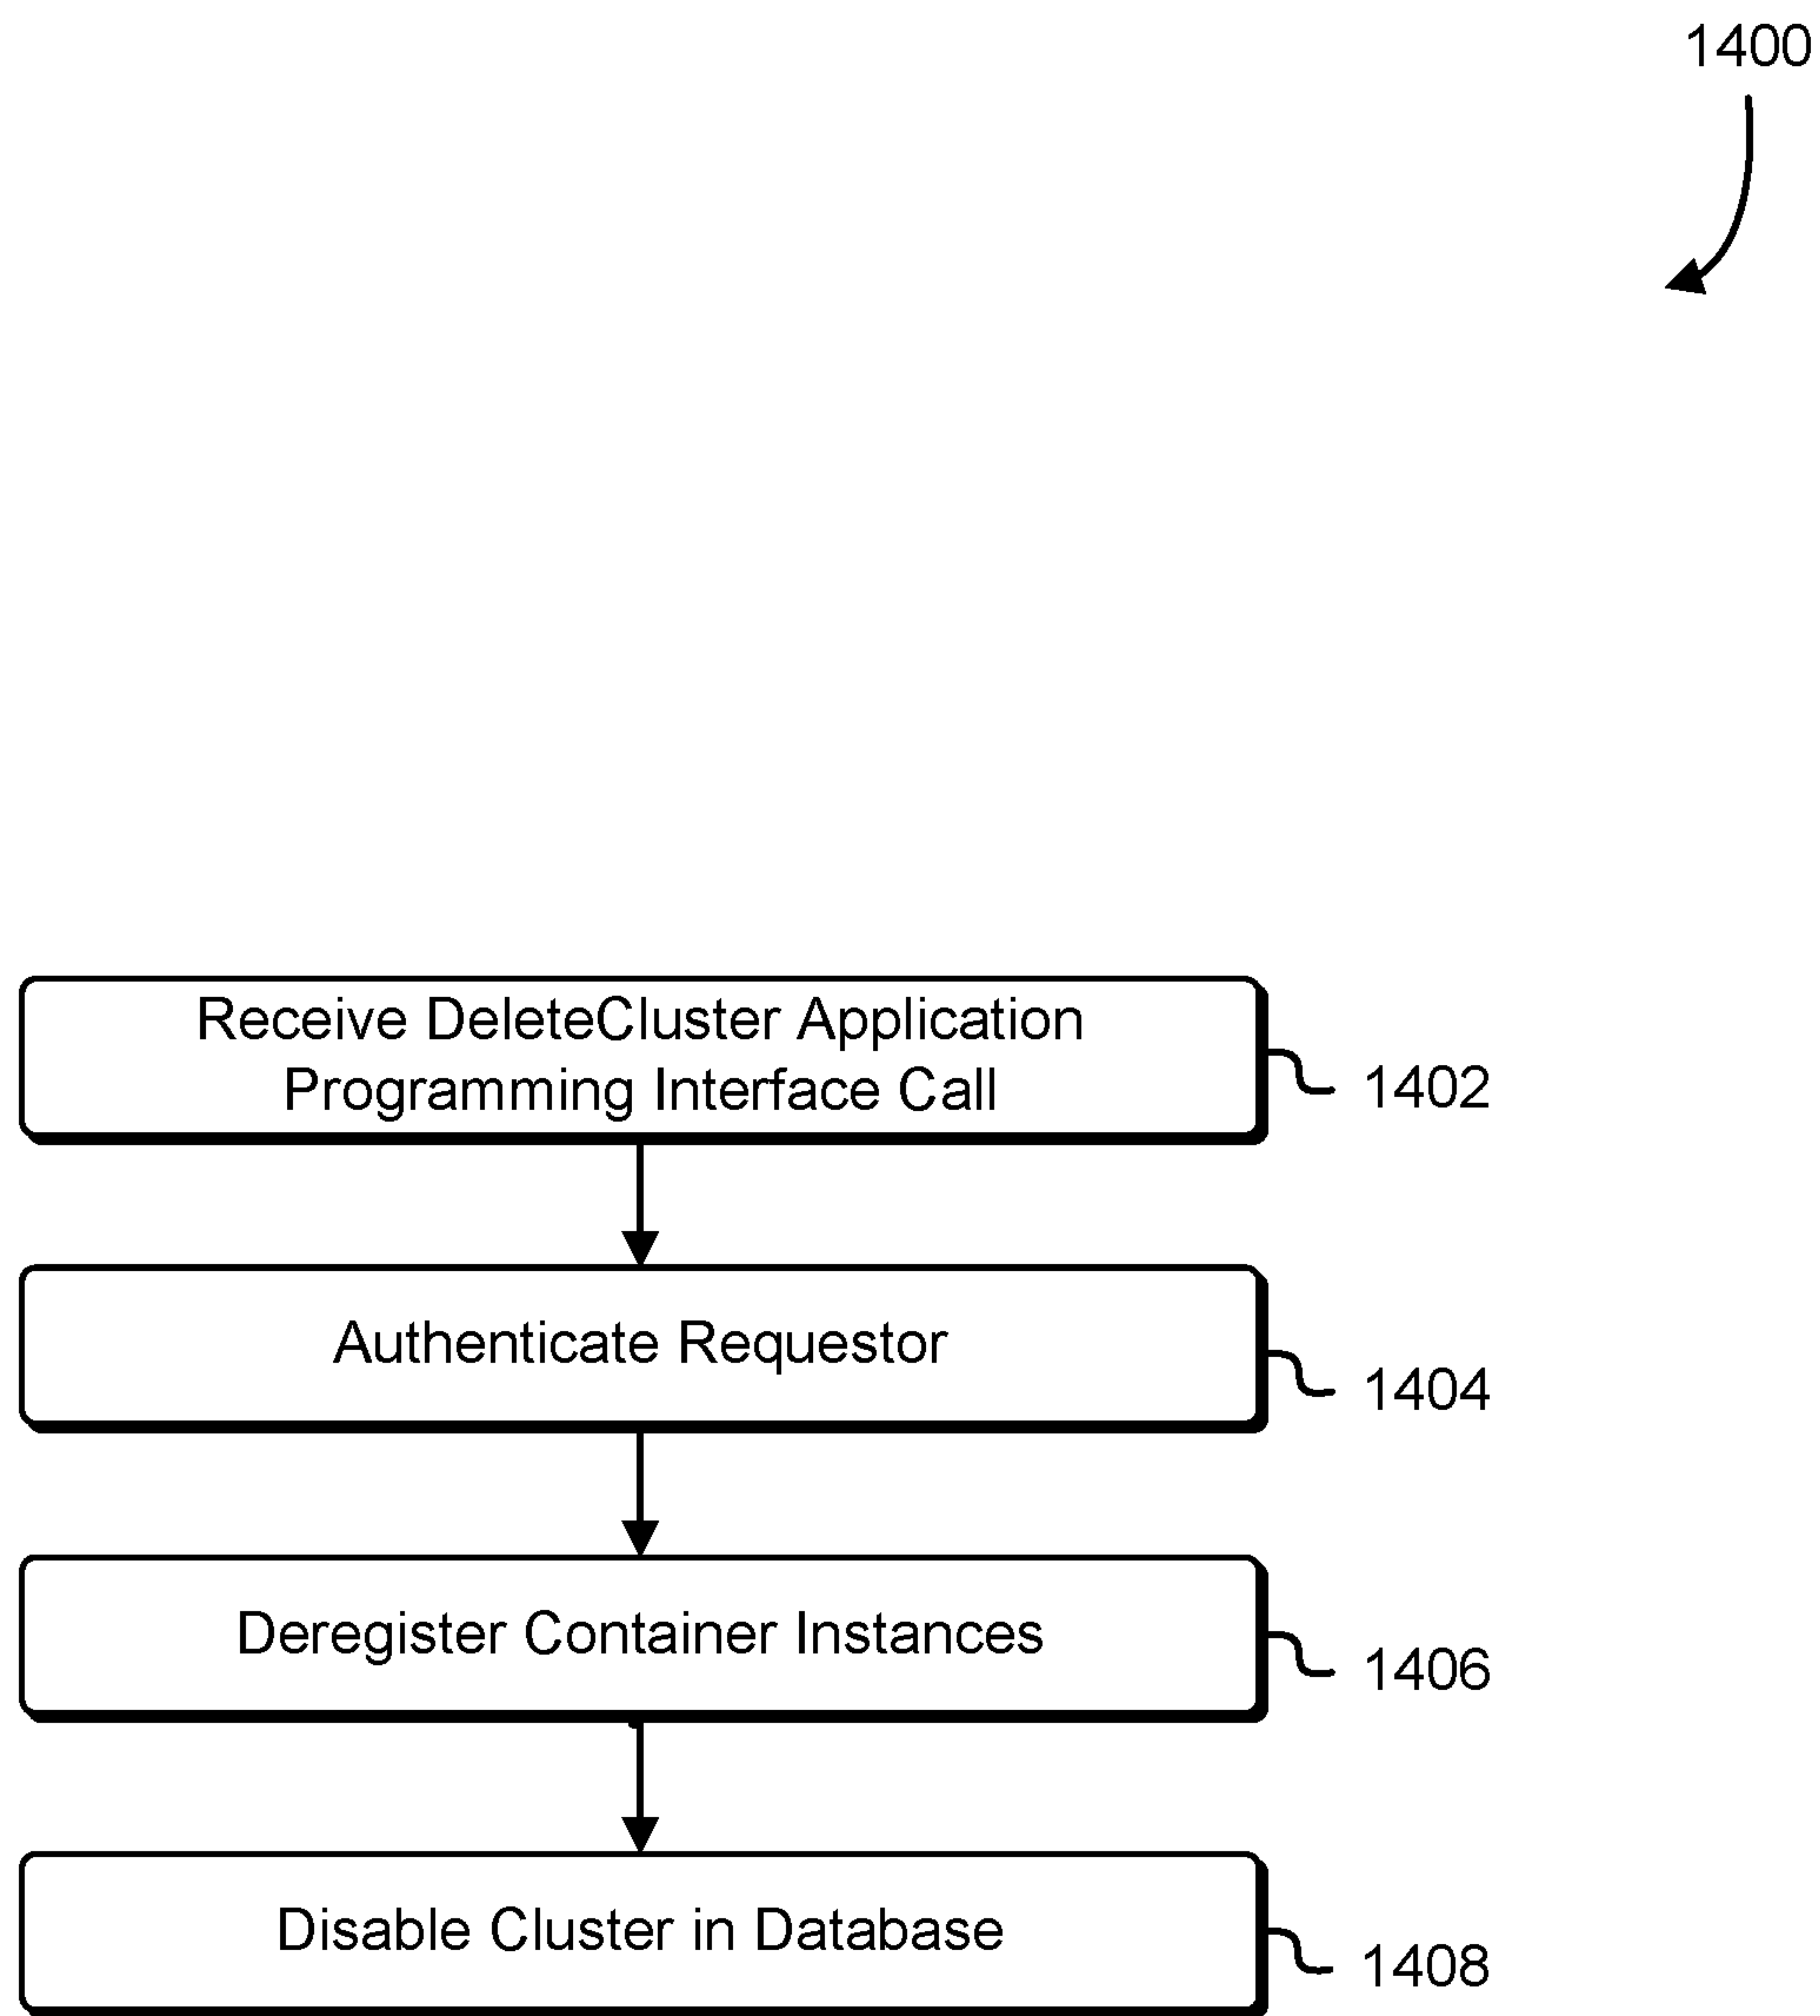 1400
Receive DeleteCluster Application
Programming Interface Call
1402
Authenticate Requestor
1404
Deregister Container Instances
1406
Disable Cluster in Database
1408